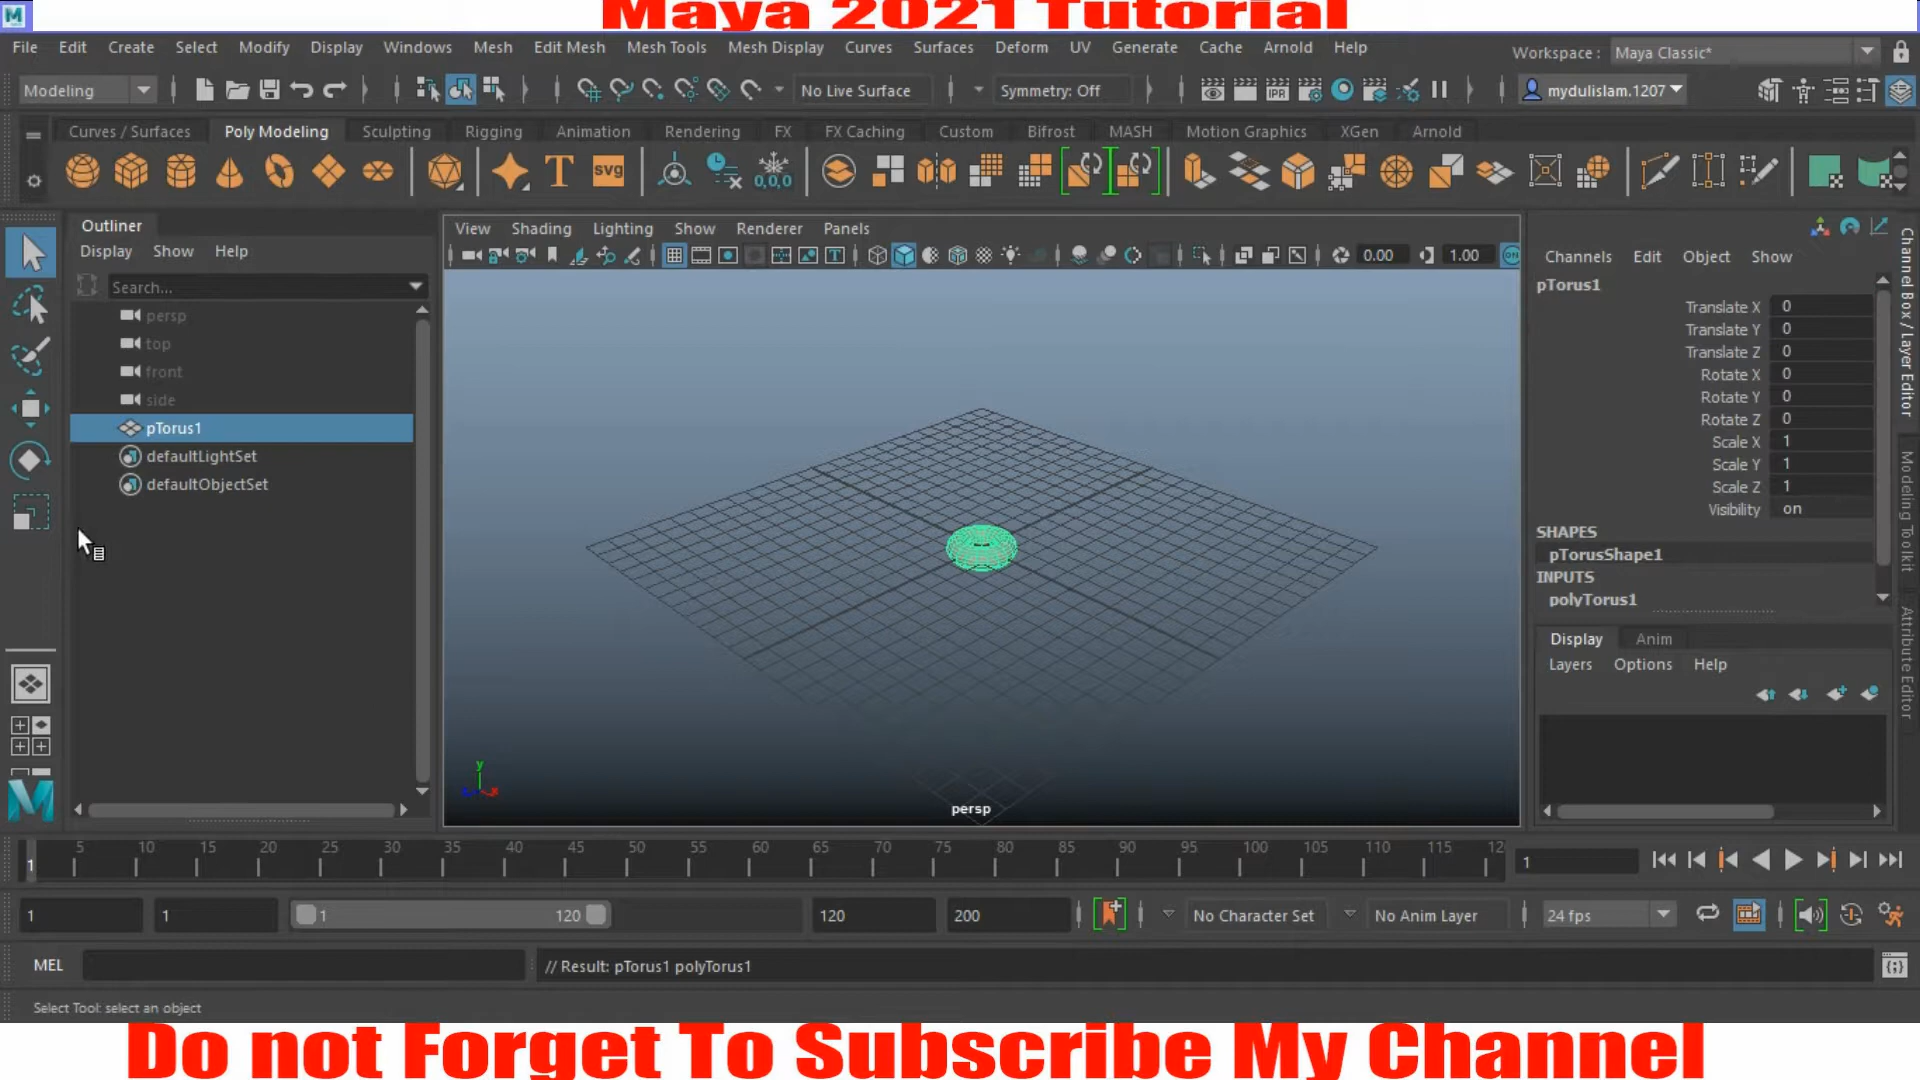 Maya 2021 Tutorial
File Edit Create Select Modify Display Windows Mesh Edit Mesh Mesh Tools Mesh Display Curves Surfaces Deform UV Generate Cache Arnold Help
Workspace : Maya Classic*
Modeling
No Live Surface
Symmetry: Off
IPR
mydulislam.1207
Curves / Surfaces Poly Modeling Sculpting Rigging Animation Rendering FX FX Caching Custom Bifrost MASH Motion Graphics XGen Arnold
T SVG 0,0,0
Outliner
Display Show Help
Search...
persp
top
front
side
pTorus1
defaultLightSet
defaultObjectSet
View Shading Lighting Show Renderer Panels
0.00 1.00 ON
y
x
persp
Channels Edit Object Show
pTorus1
Translate X 0
Translate Y 0
Translate Z 0
Rotate X 0
Rotate Y 0
Rotate Z 0
Scale X 1
Scale Y 1
Scale Z 1
Visibility on
SHAPES
pTorusShape1
INPUTS
polyTorus1
Display Anim
Layers Options Help
Channel Box / Layer Editor
Modeling Toolkit
Attribute Editor
1 5 10 15 20 25 30 35 40 45 50 55 60 65 70 75 80 85 90 95 100 105 110 115 12
1
1 1 1 120 120 200 No Character Set No Anim Layer 24 fps
MEL // Result: pTorus1 polyTorus1
Select Tool: select an object
Do not Forget To Subscribe My Channel